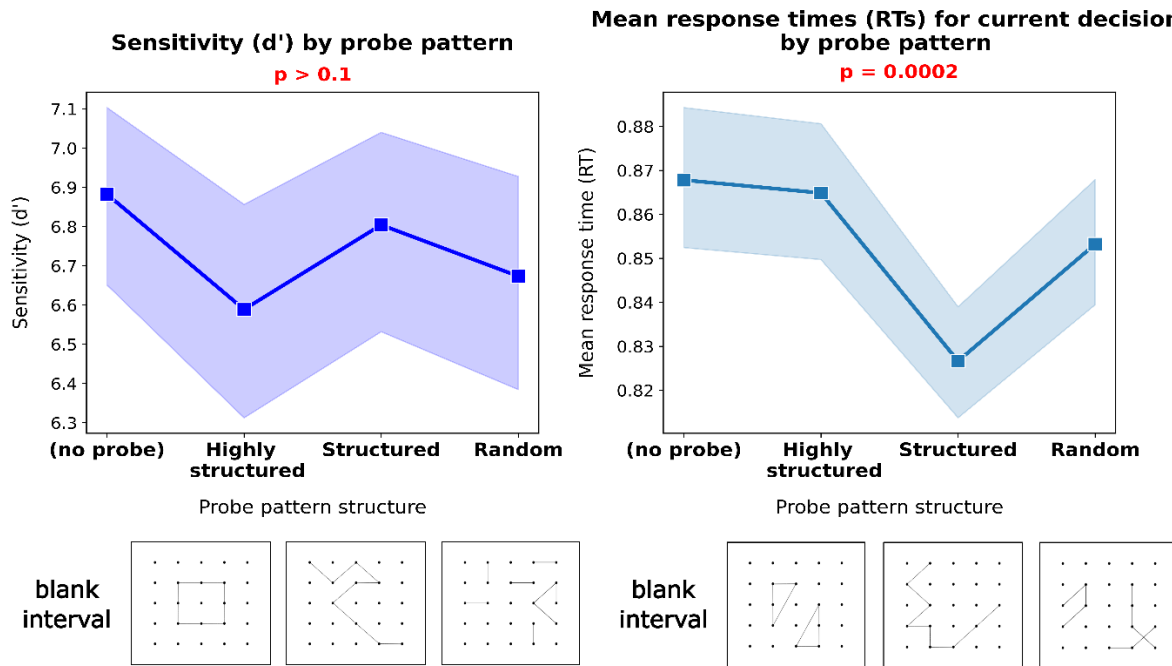 Sensitivity (d') by probe pattern
p > 0.1
7.1
7.0
6.9
6.8
6.7
6.6
6.5
6.4
6.3
Sensitivity (d')
(no probe) Highly structured Structured Random
Probe pattern structure
blank
interval
Mean response times (RTs) for current decision
by probe pattern
p = 0.0002
0.88
0.87
0.86
0.85
0.84
0.83
0.82
Mean response time (RT)
(no probe) Highly structured Structured Random
Probe pattern structure
blank
interval